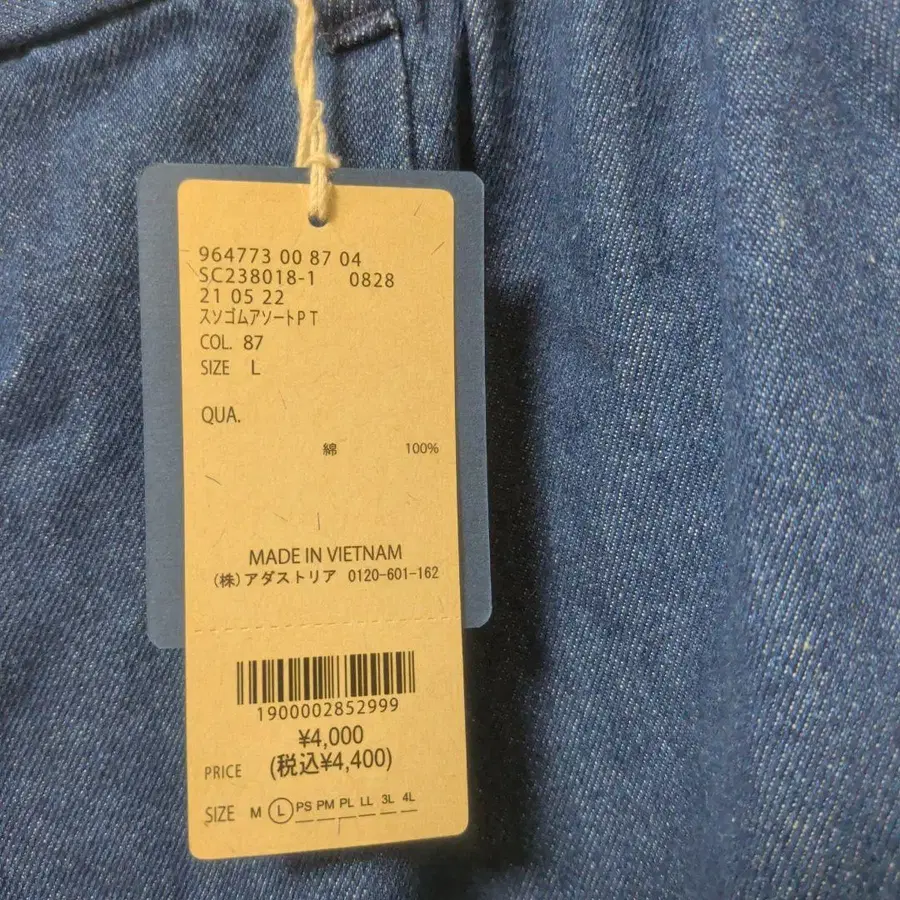 964773 00 87 04
SC238018-1 0828
21 05 22
スソゴムアソートPT
COL. 87
SIZE L
QUA.
綿 100%
MADE IN VIETNAM
(株)アダストリア 0120-601-162
1900002852999
¥4,000
PRICE (税込¥4,400)
SIZE M L PS PM PL LL 3L 4L